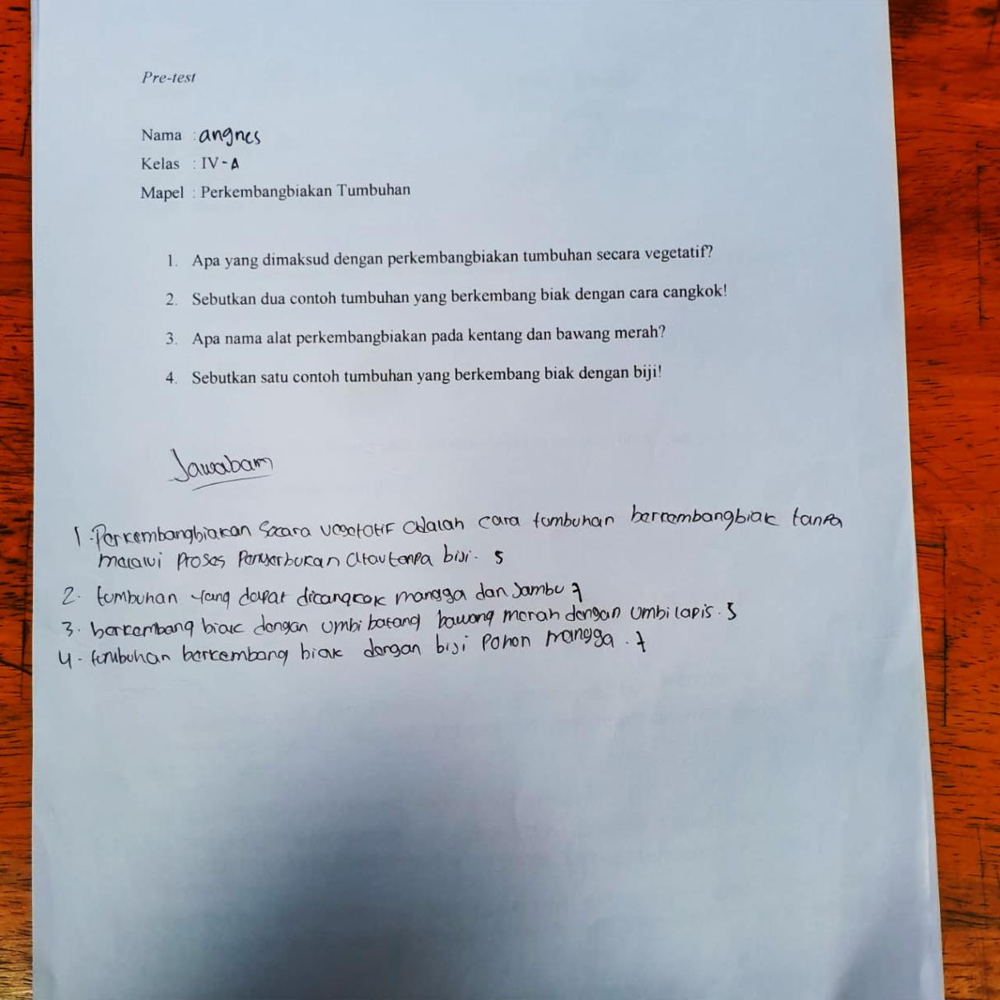 Pre-test
Nama : angnes
Kelas : IV-A
Mapel : Perkembangbiakan Tumbuhan
1. Apa yang dimaksud dengan perkembangbiakan tumbuhan secara vegetatif?
2. Sebutkan dua contoh tumbuhan yang berkembang biak dengan cara cangkok!
3. Apa nama alat perkembangbiakan pada kentang dan bawang merah?
4. Sebutkan satu contoh tumbuhan yang berkembang biak dengan biji!
Jawabam
1. Perkembangbiakan Secara vegetatif adalah cara tumbuhan berkembangbiak tanpa
malalui Proses Penyerbukan atau tanpa biji. 5
2. tumbuhan yang dapat dicangkok mangga dan Jambu 7
3. berkembang biak dengan umbi batang bawang merah dengan umbi lapis. 5
4. tumbuhan berkembang biak dengan biji Pohon mangga. 7